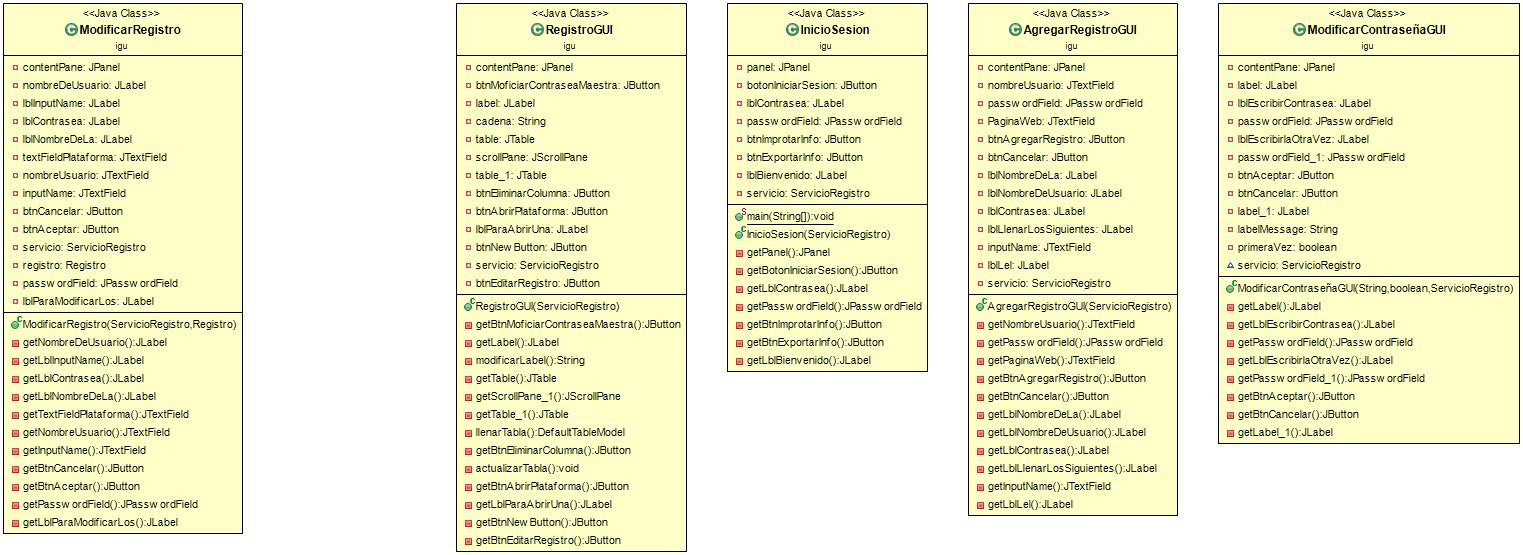 <<Java Class>>
ModificarRegistro
igu
contentPane: JPanel
nombreDeUsuario: JLabel
lblInputName: JLabel
lblContrasea: JLabel
lblNombreDeLa: JLabel
textFieldPlataforma: JTextField
nombreUsuario: JTextField
inputName: JTextField
btnCancelar: JButton
btnAceptar: JButton
servicio: ServicioRegistro
registro: Registro
passwordField: JPasswordField
lblParaModificarLos: JLabel
ModificarRegistro(ServicioRegistro,Registro)
getNombreDeUsuario():JLabel
getLblInputName():JLabel
getLblContrasea():JLabel
getLblNombreDeLa():JLabel
getTextFieldPlataforma():JTextField
getNombreUsuario():JTextField
getInputName():JTextField
getBtnCancelar():JButton
getBtnAceptar():JButton
getPasswordField():JPasswordField
getLblParaModificarLos():JLabel
<<Java Class>>
RegistroGUI
igu
contentPane: JPanel
btnMoficiarContraseaMaestra: JButton
label: JLabel
cadena: String
table: JTable
scrollPane: JScrollPane
table_1: JTable
btnEliminarColumna: JButton
btnAbrirPlataforma: JButton
lblParaAbrirUna: JLabel
btnNewButton: JButton
servicio: ServicioRegistro
btnEditarRegistro: JButton
RegistroGUI(ServicioRegistro)
getBtnMoficiarContraseaMaestra():JButton
getLabel():JLabel
modificarLabel():String
getTable():JTable
getScrollPane_1():JScrollPane
getTable_1():JTable
llenarTabla():DefaultTableModel
getBtnEliminarColumna():JButton
actualizarTabla():void
getBtnAbrirPlataforma():JButton
getLblParaAbrirUna():JLabel
getBtnNewButton():JButton
getBtnEditarRegistro():JButton
<<Java Class>>
InicioSesion
igu
panel: JPanel
botonIniciarSesion: JButton
lblContrasea: JLabel
passwordField: JPasswordField
btnImprotarInfo: JButton
btnExportarInfo: JButton
lblBienvenido: JLabel
servicio: ServicioRegistro
main(String[]):void
InicioSesion(ServicioRegistro)
getPanel():JPanel
getBotonIniciarSesion():JButton
getLblContrasea():JLabel
getPasswordField():JPasswordField
getBtnImprotarInfo():JButton
getBtnExportarInfo():JButton
getLblBienvenido():JLabel
<<Java Class>>
AgregarRegistroGUI
igu
contentPane: JPanel
nombreUsuario: JTextField
passwordField: JPasswordField
PaginaWeb: JTextField
btnAgregarRegistro: JButton
btnCancelar: JButton
lblNombreDeLa: JLabel
lblNombreDeUsuario: JLabel
lblContrasea: JLabel
lblLlenarLosSiguientes: JLabel
inputName: JTextField
lblLel: JLabel
servicio: ServicioRegistro
AgregarRegistroGUI(ServicioRegistro)
getNombreUsuario():JTextField
getPasswordField():JPasswordField
getPaginaWeb():JTextField
getBtnAgregarRegistro():JButton
getBtnCancelar():JButton
getLblNombreDeLa():JLabel
getLblNombreDeUsuario():JLabel
getLblContrasea():JLabel
getLblLlenarLosSiguientes():JLabel
getInputName():JTextField
getLblLel():JLabel
<<Java Class>>
ModificarContraseñaGUI
igu
contentPane: JPanel
label: JLabel
lblEscribirContrasea: JLabel
passwordField: JPasswordField
lblEscribirlaOtraVez: JLabel
passwordField_1: JPasswordField
btnAceptar: JButton
btnCancelar: JButton
label_1: JLabel
labelMessage: String
primeraVez: boolean
servicio: ServicioRegistro
ModificarContraseñaGUI(String,boolean,ServicioRegistro)
getLabel():JLabel
getLblEscribirContrasea():JLabel
getPasswordField():JPasswordField
getLblEscribirlaOtraVez():JLabel
getPasswordField_1():JPasswordField
getBtnAceptar():JButton
getBtnCancelar():JButton
getLabel_1():JLabel